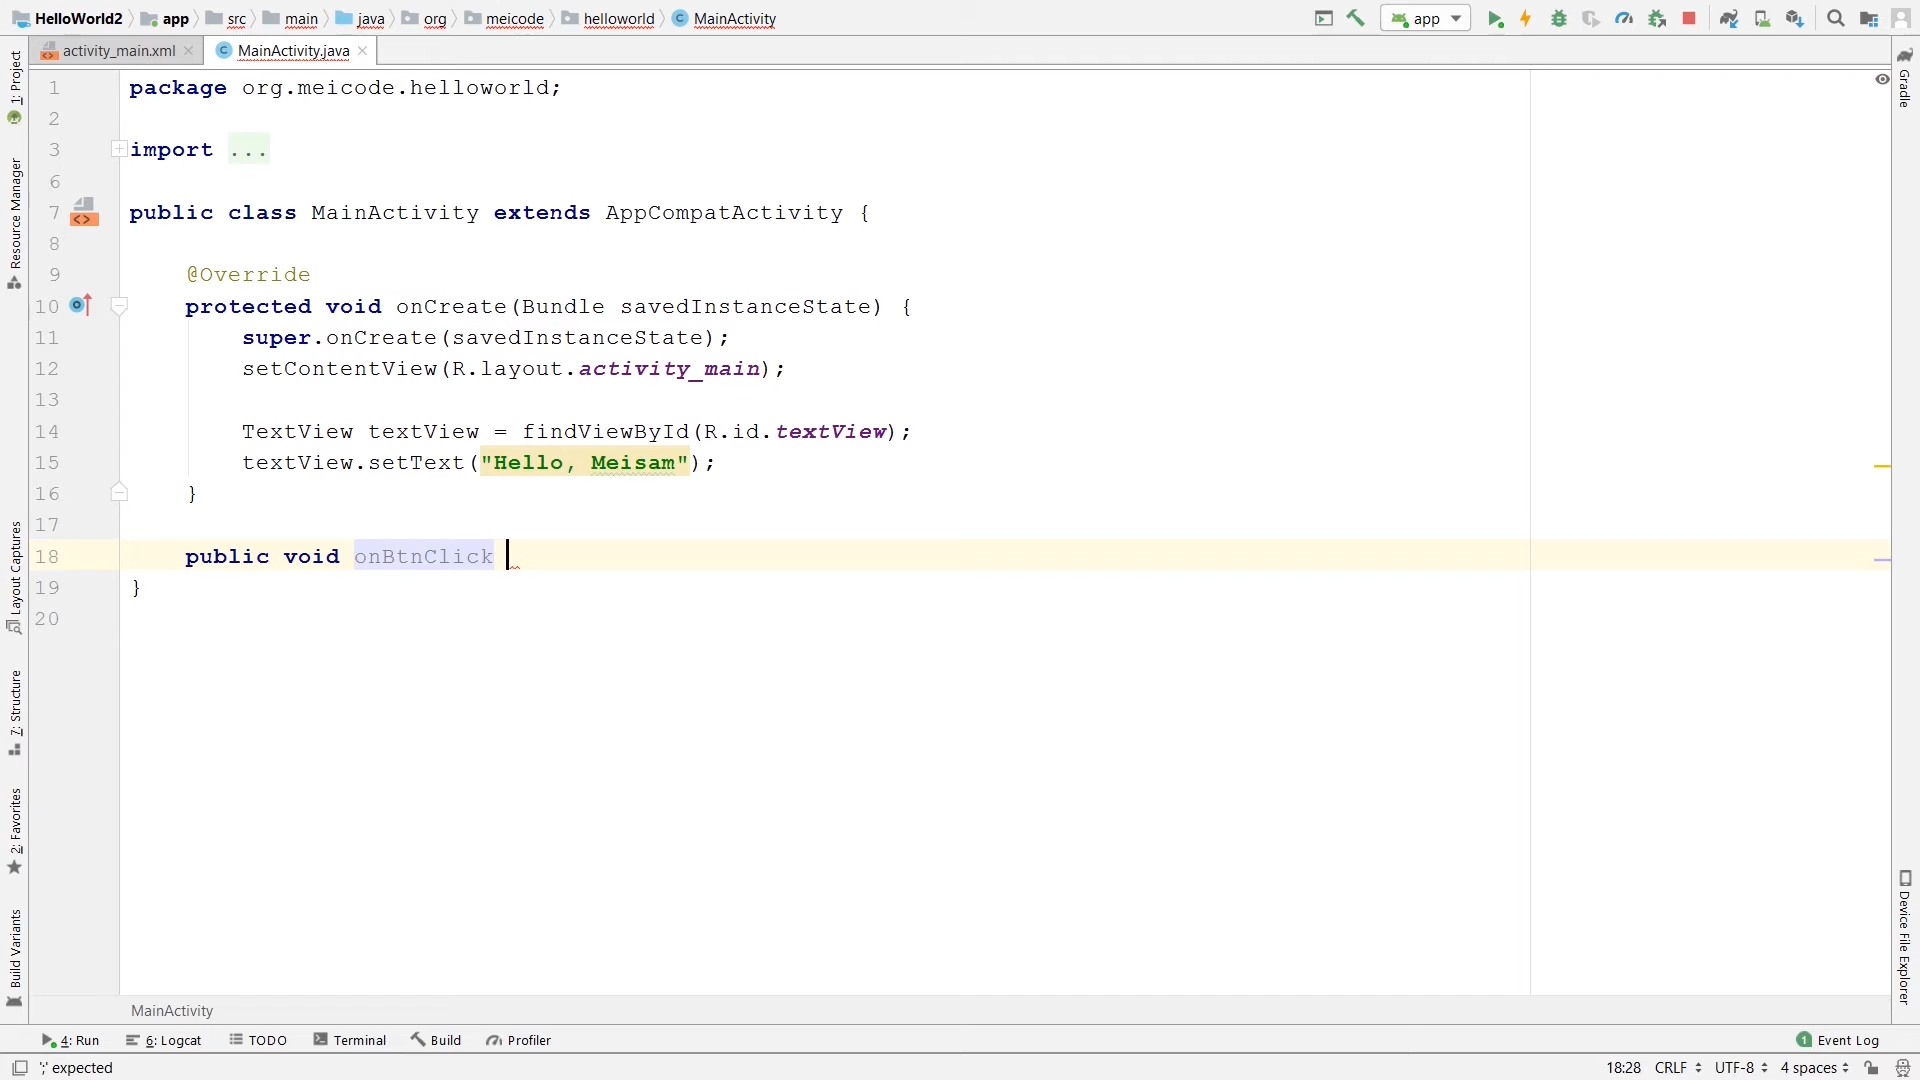 HelloWorld2 app src main java org meicode helloworld MainActivity app
activity_main.xml MainActivity.java
1 package org.meicode.helloworld;
2
3 import ...
6
7 public class MainActivity extends AppCompatActivity {
8
9 @Override
10 protected void onCreate(Bundle savedInstanceState) {
11 super.onCreate(savedInstanceState);
12 setContentView(R.layout.activity_main);
13
14 TextView textView = findViewById(R.id.textView);
15 textView.setText("Hello, Meisam");
16 }
17
18 public void onBtnClick
19 }
20
1: Project
Resource Manager
Layout Captures
7: Structure
2: Favorites
Build Variants
Gradle
Device File Explorer
MainActivity
4: Run 6: Logcat TODO Terminal Build Profiler 1 Event Log
';' expected 18:28 CRLF UTF-8 4 spaces